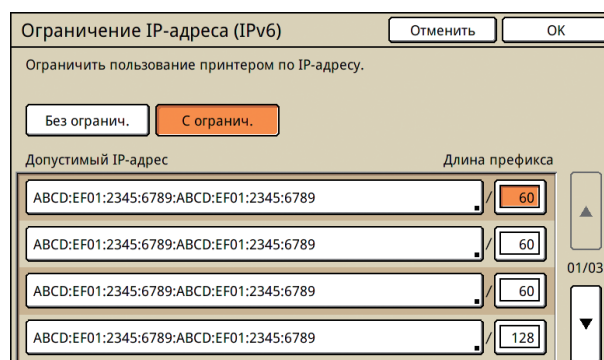 Ограничение IP-адреса (IPv6) Отменить OK
Ограничить пользование принтером по IP-адресу.
Без огранич. С огранич.
Допустимый IP-адрес Длина префикса
ABCD:EF01:2345:6789:ABCD:EF01:2345:6789 / 60
ABCD:EF01:2345:6789:ABCD:EF01:2345:6789 / 60
01/03
ABCD:EF01:2345:6789:ABCD:EF01:2345:6789 / 60
ABCD:EF01:2345:6789:ABCD:EF01:2345:6789 / 128